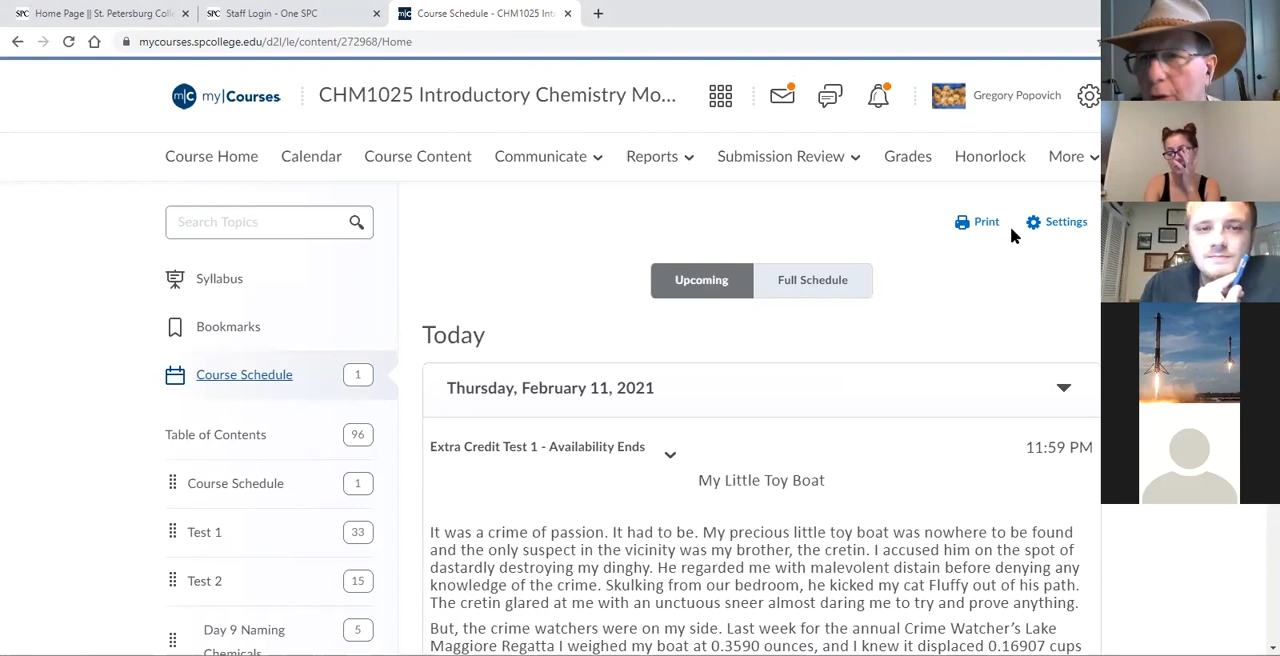 SPC Home Page || St. Petersburg Coll
SPC Staff Login - One SPC
m|C Course Schedule - CHM1025 Int
mycourses.spcollege.edu/d2l/le/content/272968/Home
m|C my|Courses
CHM1025 Introductory Chemistry Mo...
Gregory Popovich
Course Home Calendar Course Content Communicate Reports Submission Review Grades Honorlock More
Search Topics
Print Settings
Upcoming Full Schedule
Syllabus
Bookmarks
Course Schedule 1
Table of Contents 96
Course Schedule 1
Test 1 33
Test 2 15
Day 9 Naming 5
Chemicals
Today
Thursday, February 11, 2021
Extra Credit Test 1 - Availability Ends 11:59 PM
My Little Toy Boat
It was a crime of passion. It had to be. My precious little toy boat was nowhere to be found
and the only suspect in the vicinity was my brother, the cretin. I accused him on the spot of
dastardly destroying my dinghy. He regarded me with malevolent distain before denying any
knowledge of the crime. Skulking from our bedroom, he kicked my cat Fluffy out of his path.
The cretin glared at me with an unctuous sneer almost daring me to try and prove anything.
But, the crime watchers were on my side. Last week for the annual Crime Watcher's Lake
Maggiore Regatta I weighed my boat at 0.3590 ounces, and I knew it displaced 0.16907 cups